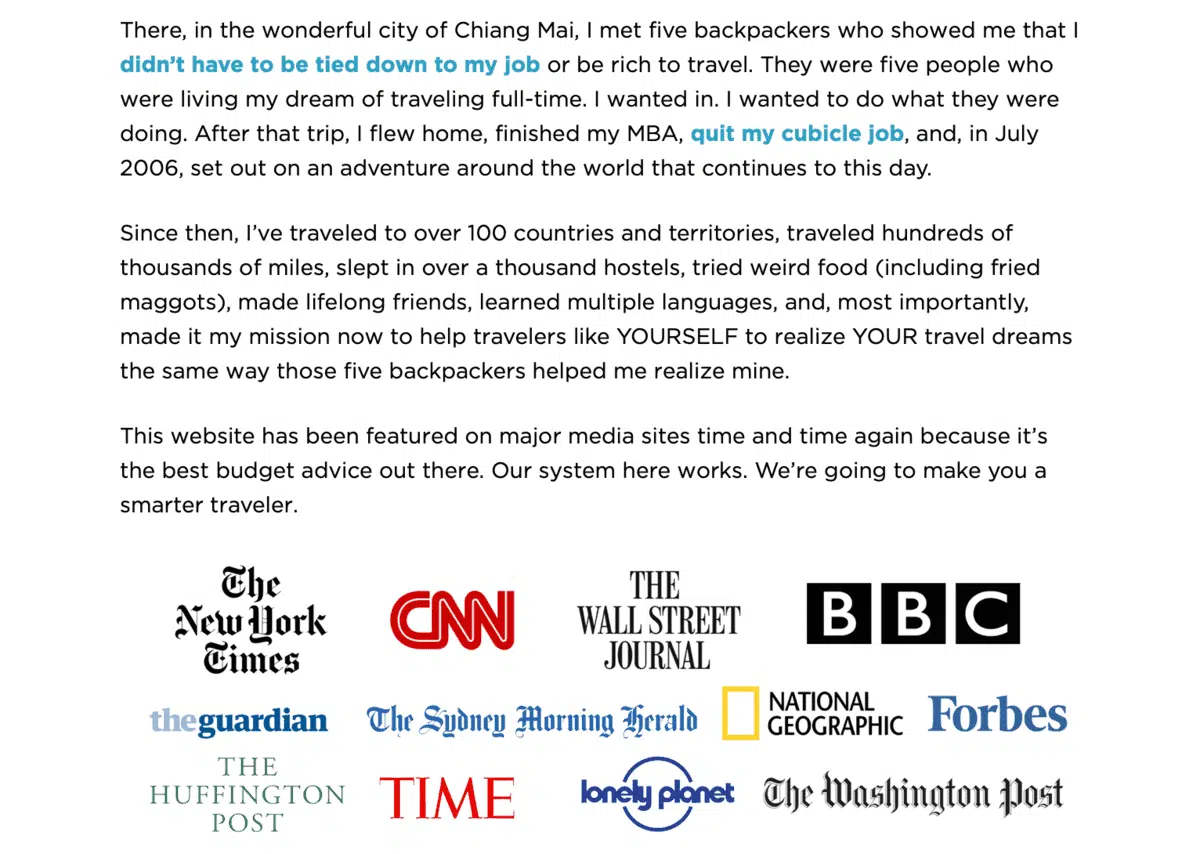 There, in the wonderful city of Chiang Mai, I met five backpackers who showed me that I
didn’t have to be tied down to my job or be rich to travel. They were five people who
were living my dream of traveling full-time. I wanted in. I wanted to do what they were
doing. After that trip, I flew home, finished my MBA, quit my cubicle job, and, in July
2006, set out on an adventure around the world that continues to this day.
Since then, I’ve traveled to over 100 countries and territories, traveled hundreds of
thousands of miles, slept in over a thousand hostels, tried weird food (including fried
maggots), made lifelong friends, learned multiple languages, and, most importantly,
made it my mission now to help travelers like YOURSELF to realize YOUR travel dreams
the same way those five backpackers helped me realize mine.
This website has been featured on major media sites time and time again because it’s
the best budget advice out there. Our system here works. We’re going to make you a
smarter traveler.
The
New York
Times
CNN
THE
WALL STREET
JOURNAL
BBC
theguardian
The Sydney Morning Herald
NATIONAL
GEOGRAPHIC
Forbes
THE
HUFFINGTON
POST
TIME
lonely planet
The Washington Post